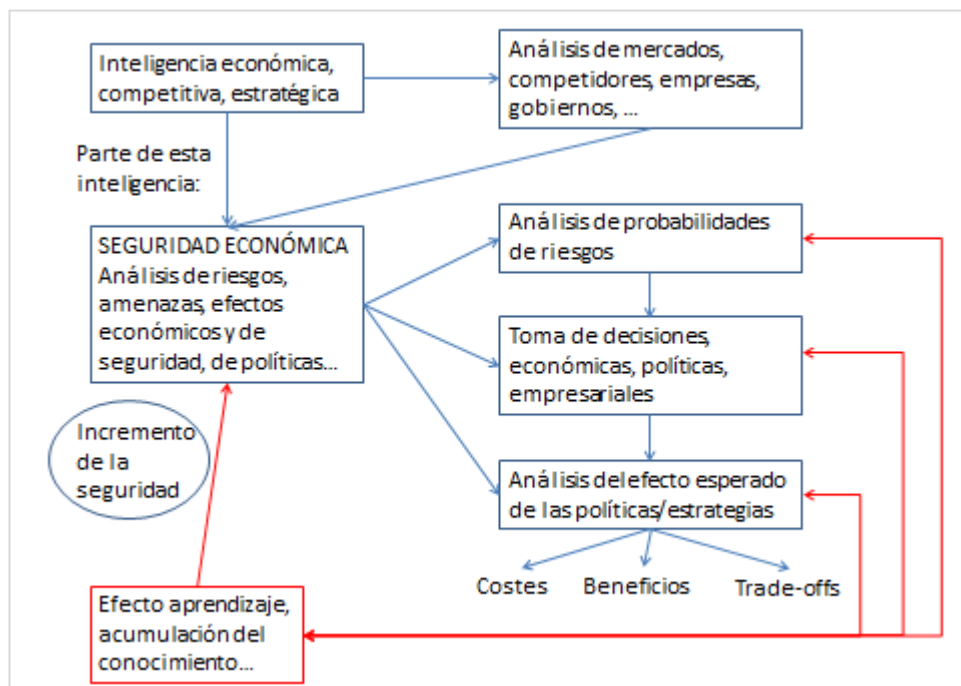 Inteligencia económica,
competitiva, estratégica
Análisis de mercados,
competidores, empresas,
gobiernos, ...
Parte de esta
inteligencia:
SEGURIDAD ECONÓMICA
Análisis de riesgos,
amenazas, efectos
económicos y de
seguridad, de políticas...
Análisis de probabilidades
de riesgos
Toma de decisiones,
económicas, políticas,
empresariales
Incremento
de la
seguridad
Análisis del efecto esperado
de las políticas/estrategias
Costes
Beneficios
Trade-offs
Efecto aprendizaje,
acumulación del
conocimiento...